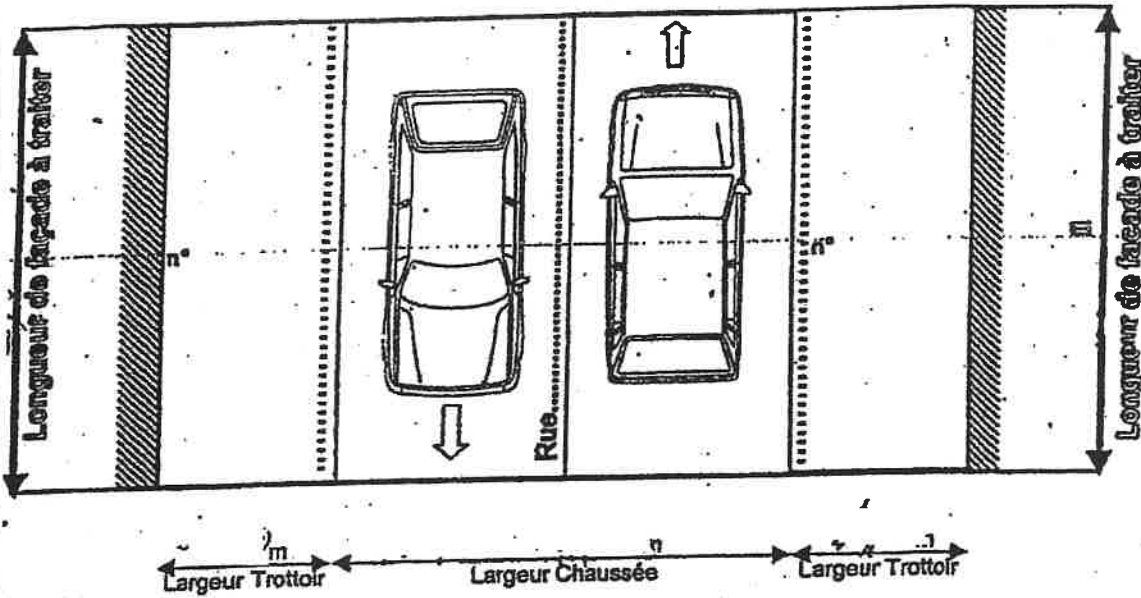 Longueur de façade à traiter
n°
Rue
n°
m
Longueur de façade à traiter
m
Largeur Trottoir
Largeur Chaussée
Largeur Trottoir